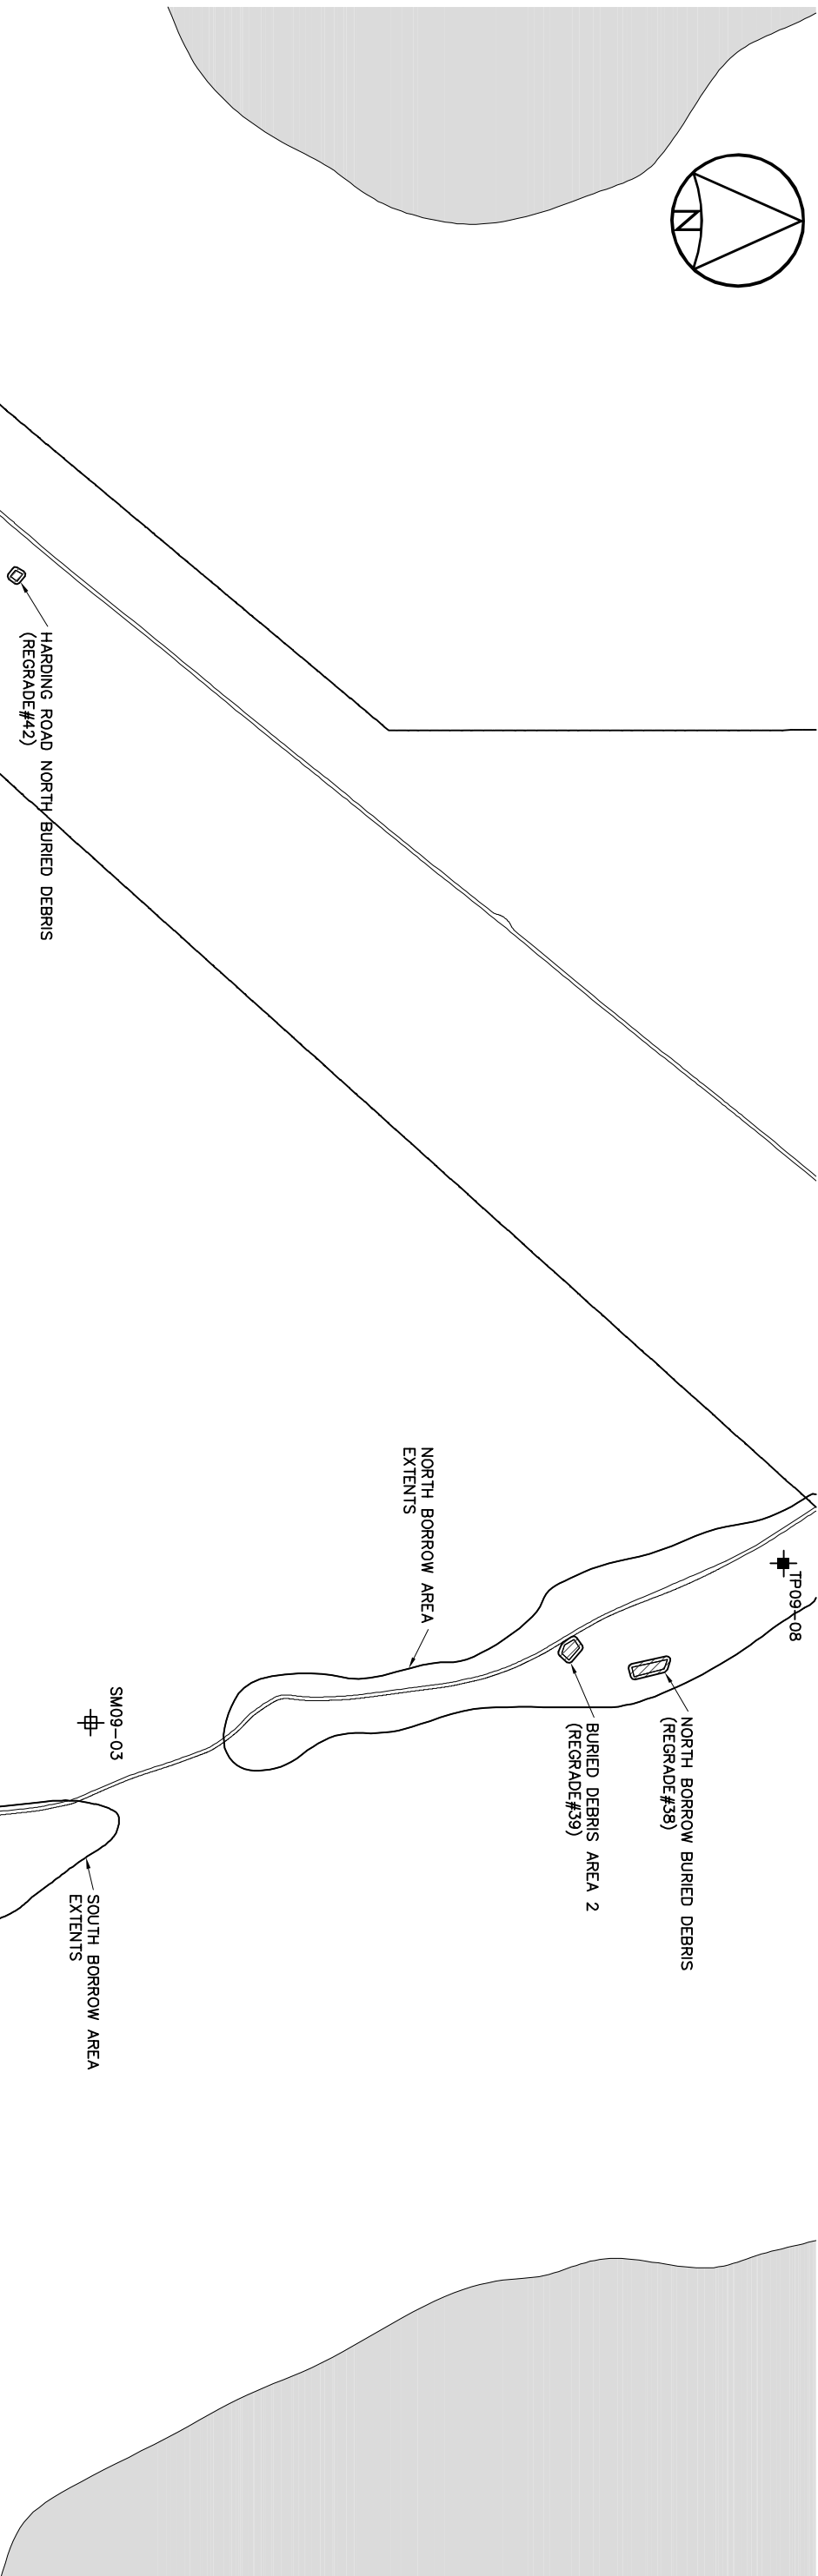 N
HARDING ROAD NORTH BURIED DEBRIS
(REGRADE#42)
NORTH BORROW AREA
EXTENTS
TP09-08
NORTH BORROW BURIED DEBRIS
(REGRADE#38)
BURIED DEBRIS AREA 2
(REGRADE#39)
SM09-03
SOUTH BORROW AREA
EXTENTS